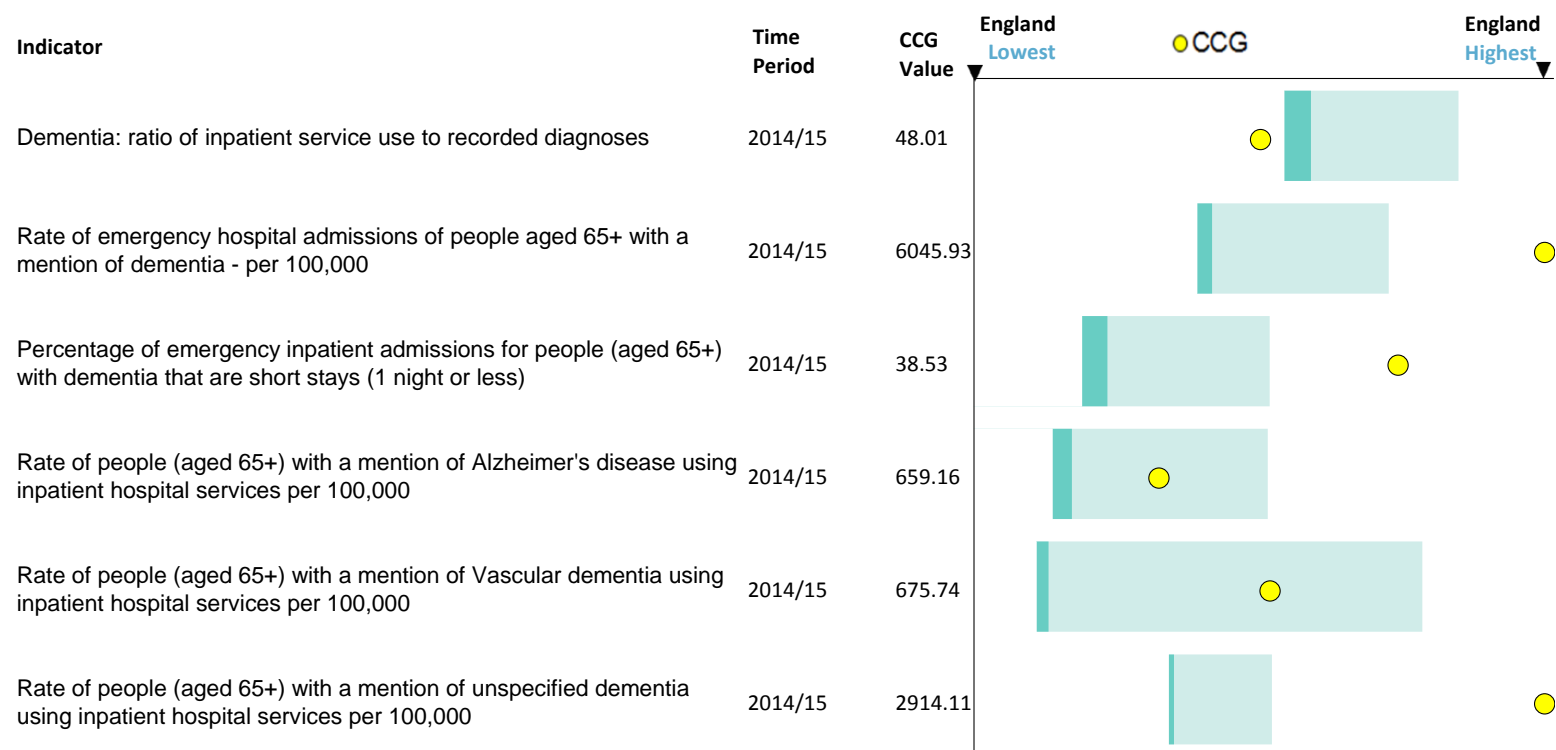 Indicator
Time
Period
CCG
Value
England
Lowest
CCG
England
Highest
Dementia: ratio of inpatient service use to recorded diagnoses
2014/15
48.01
Rate of emergency hospital admissions of people aged 65+ with a
mention of dementia - per 100,000
2014/15
6045.93
Percentage of emergency inpatient admissions for people (aged 65+)
with dementia that are short stays (1 night or less)
2014/15
38.53
Rate of people (aged 65+) with a mention of Alzheimer's disease using
inpatient hospital services per 100,000
2014/15
659.16
Rate of people (aged 65+) with a mention of Vascular dementia using
inpatient hospital services per 100,000
2014/15
675.74
Rate of people (aged 65+) with a mention of unspecified dementia
using inpatient hospital services per 100,000
2014/15
2914.11